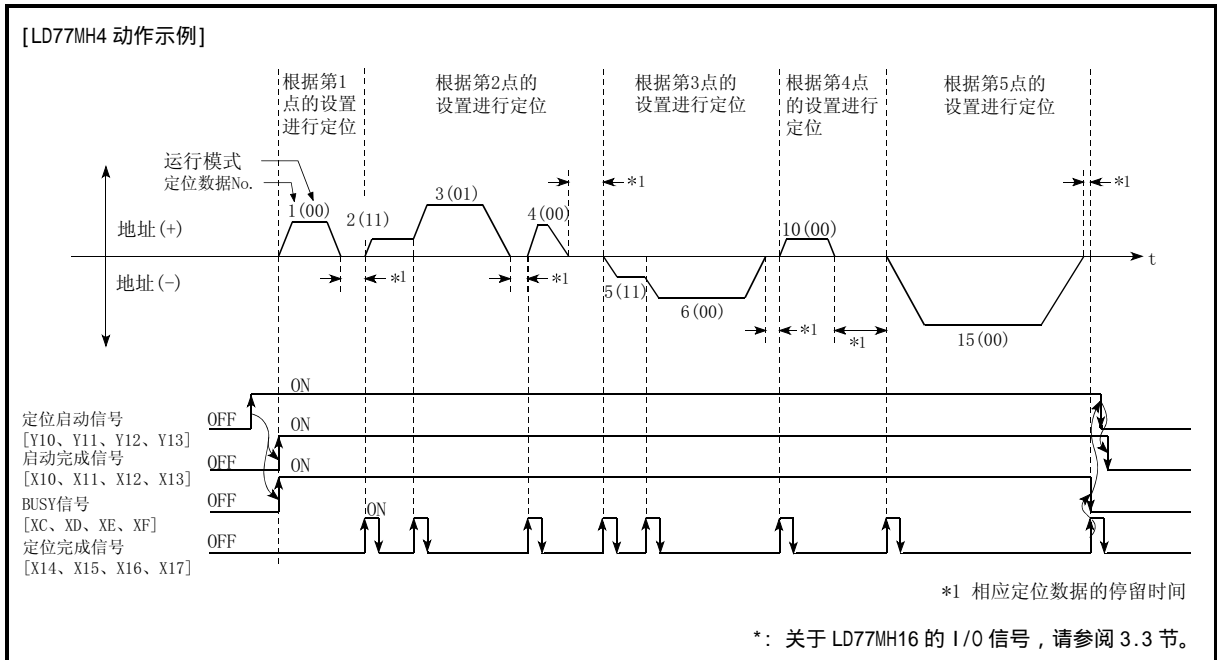 [LD77MH4 动作示例]
根据第1
点的设置
进行定位
根据第2点的
设置进行定位
根据第3点的
设置进行定位
根据第4点
的设置进行
定位
根据第5点的
设置进行定位
运行模式
定位数据No.
1(00)
2(11)
3(01)
4(00)
*1
10(00)
*1
地址(+)
t
地址(-)
*1
*1
5(11)
6(00)
*1
*1
15(00)
ON
定位启动信号
OFF
[Y10、Y11、Y12、Y13]
ON
启动完成信号
OFF
[X10、X11、X12、X13]
ON
BUSY信号
OFF
[XC、XD、XE、XF]
ON
定位完成信号
OFF
[X14、X15、X16、X17]
*1 相应定位数据的停留时间
*: 关于 LD77MH16 的 I/O 信号，请参阅 3.3 节。